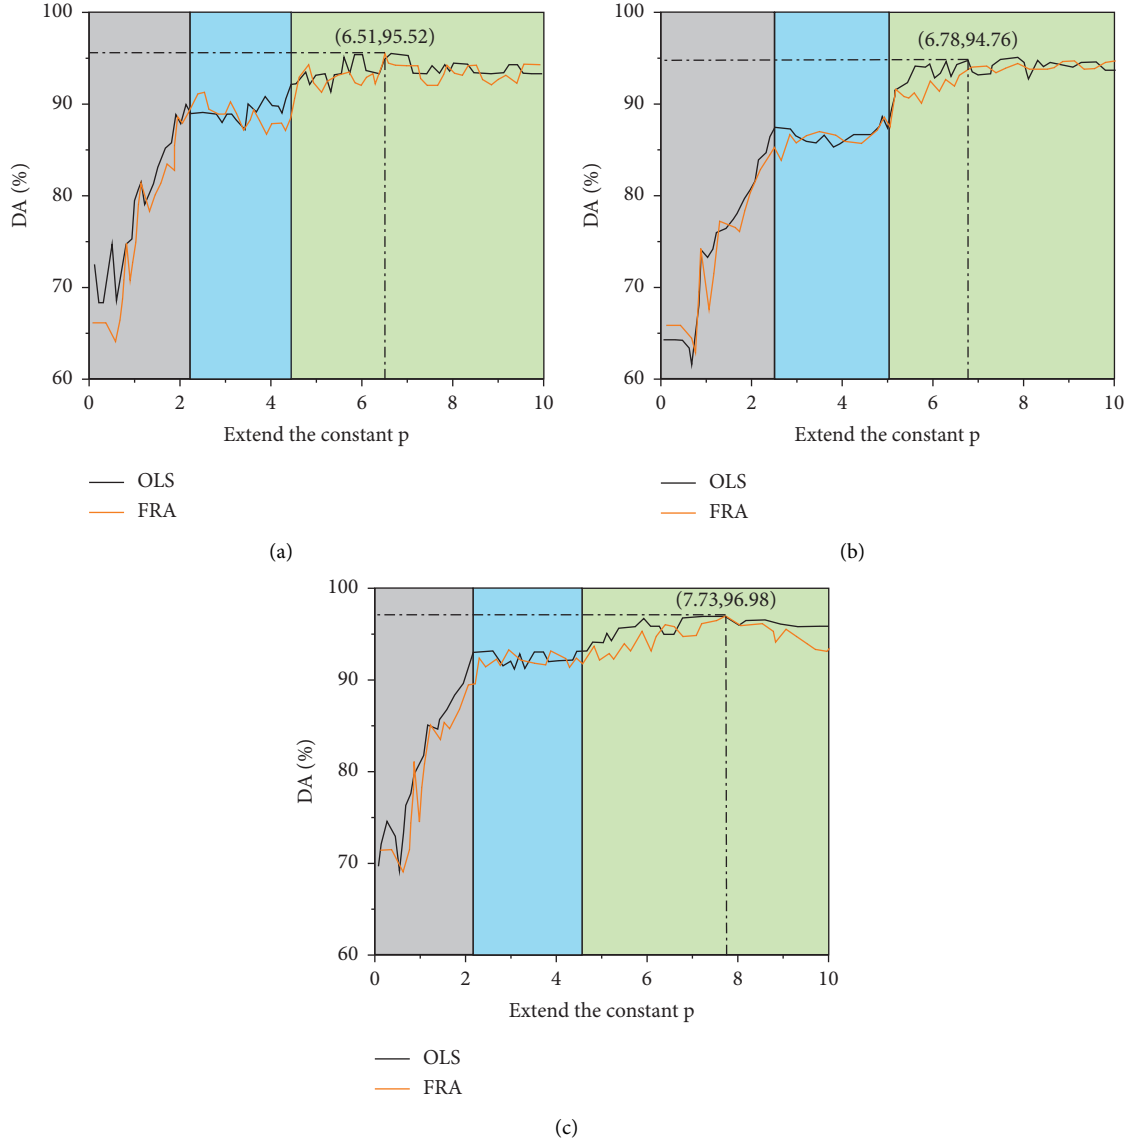 100
90
80
70
60
DA (%)
(6.51,95.52)
0 2 4 6 8 10
Extend the constant p
OLS
FRA
(a)
100
90
80
70
60
DA (%)
(6.78,94.76)
0 2 4 6 8 10
Extend the constant p
OLS
FRA
(b)
100
90
80
70
60
DA (%)
(7.73,96.98)
0 2 4 6 8 10
Extend the constant p
OLS
FRA
(c)